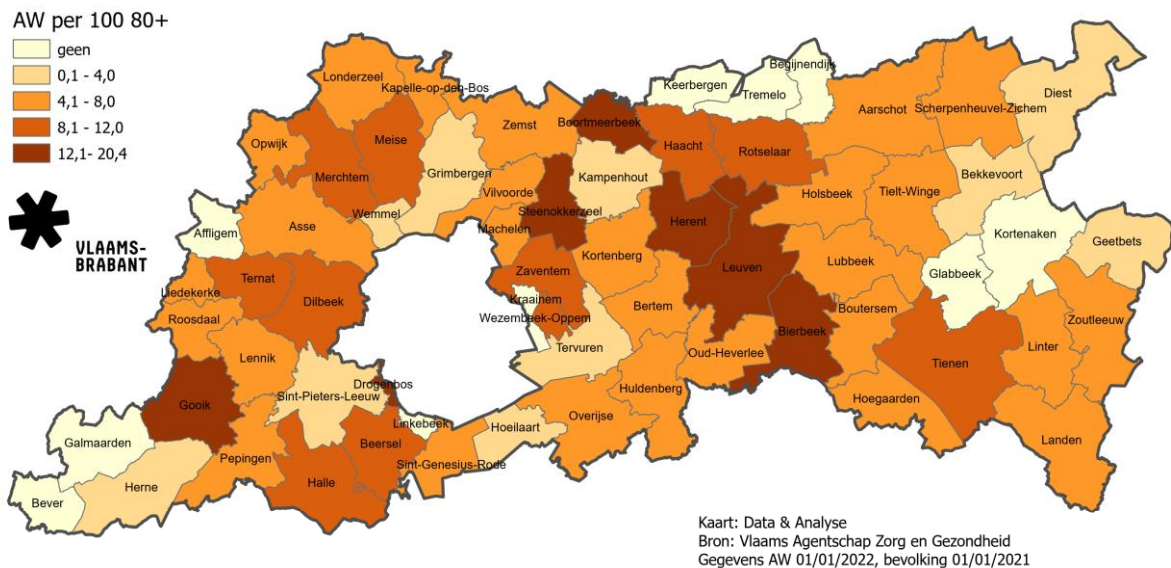 AW per 100 80+
geen
0,1 - 4,0
4,1 - 8,0
8,1 - 12,0
12,1- 20,4
VLAAMS-
BRABANT
Londerzeel
Kapelle-op-den-Bos
Opwijk
Merchtem
Meise
Grimbergen
Zemst
Boortmeerbeek
Keerbergen
Tremelo
Begijnendijk
Haacht
Rotselaar
Aarschot
Scherpenheuvel-Zichem
Diest
Bekkevoort
Vilvoorde
Kampenhout
Holsbeek
Tielt-Winge
Affligem
Asse
Wemmel
Machelen
Steenokkerzeel
Herent
Kortenberg
Leuven
Lubbeek
Kortenaken
Geetbets
Glabbeek
Liedekerke
Ternat
Dilbeek
Zaventem
Kraainem
Wezembeek-Oppem
Bertem
Boutersem
Zoutleeuw
Roosdaal
Lennik
Tervuren
Oud-Heverlee
Bierbeek
Tienen
Linter
Gooik
Sint-Pieters-Leeuw
Drogenbos
Linkebeek
Hoeilaart
Overijse
Huldenberg
Hoegaarden
Landen
Galmaarden
Pepingen
Halle
Beersel
Sint-Genesius-Rode
Bever
Herne
Kaart: Data & Analyse
Bron: Vlaams Agentschap Zorg en Gezondheid
Gegevens AW 01/01/2022, bevolking 01/01/2021